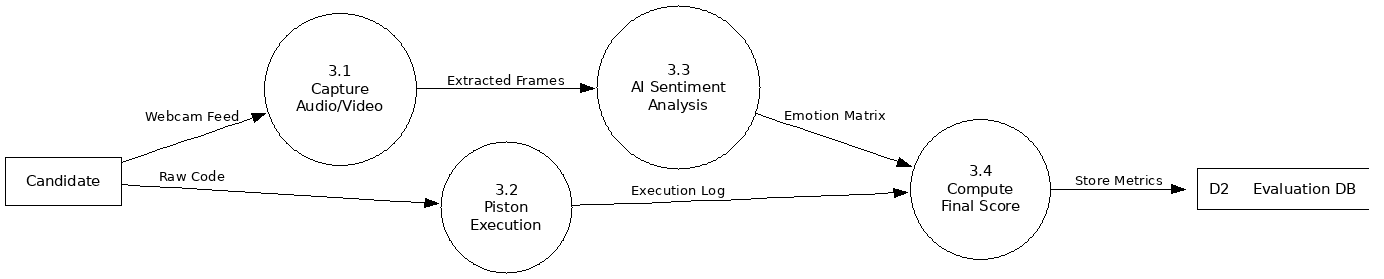 3.1
Capture
Audio/Video
Extracted Frames
3.3
AI Sentiment
Analysis
Webcam Feed
Emotion Matrix
Candidate
Raw Code
3.2
Piston
Execution
Execution Log
3.4
Compute
Final Score
Store Metrics
D2 Evaluation DB